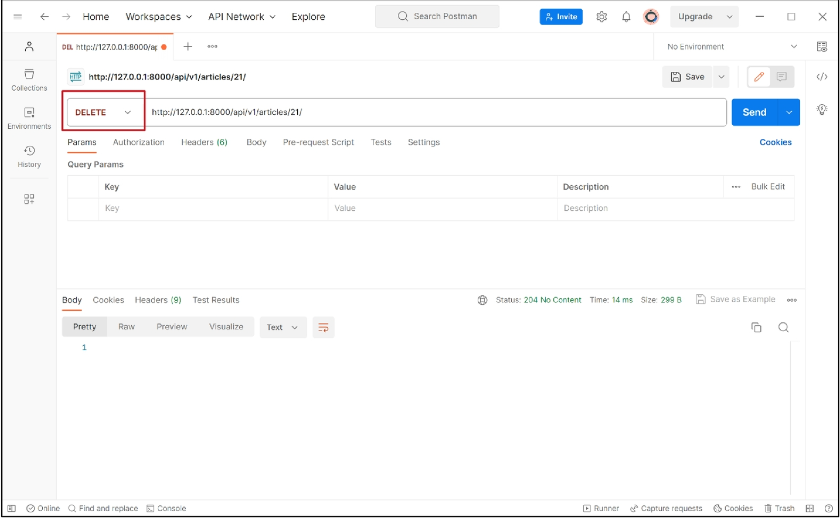 Home Workspaces API Network Explore Search Postman Invite Upgrade
DEL http://127.0.0.1:8000/ap No Environment
HTTP http://127.0.0.1:8000/api/v1/articles/21/ Save
Collections
DELETE http://127.0.0.1:8000/api/v1/articles/21/ Send
Environments
Params Authorization Headers (6) Body Pre-request Script Tests Settings Cookies
History
Query Params
Key Value Description Bulk Edit
Key Value Description
Body Cookies Headers (9) Test Results Status: 204 No Content Time: 14 ms Size: 299 B Save as Example
Pretty Raw Preview Visualize Text
1
Online Find and replace Console Runner Capture requests Cookies Trash